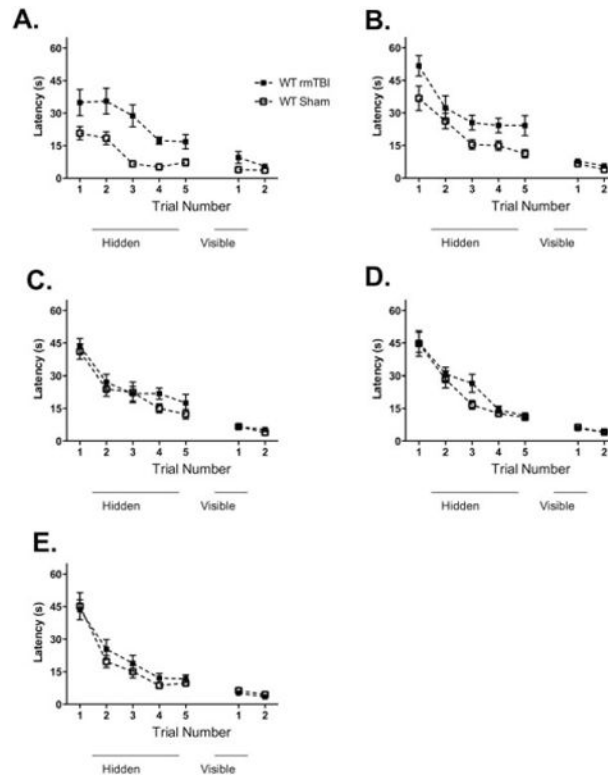 A.
60
45
30
15
0
Latency (s)
WT rmTBI
WT Sham
1 2 3 4 5 1 2
Trial Number
Hidden Visible
B.
60
45
30
15
0
Latency (s)
1 2 3 4 5 1 2
Trial Number
Hidden Visible
C.
60
45
30
15
0
Latency (s)
1 2 3 4 5 1 2
Trial Number
Hidden Visible
D.
60
45
30
15
0
Latency (s)
1 2 3 4 5 1 2
Trial Number
Hidden Visible
E.
60
45
30
15
0
Latency (s)
1 2 3 4 5 1 2
Trial Number
Hidden Visible